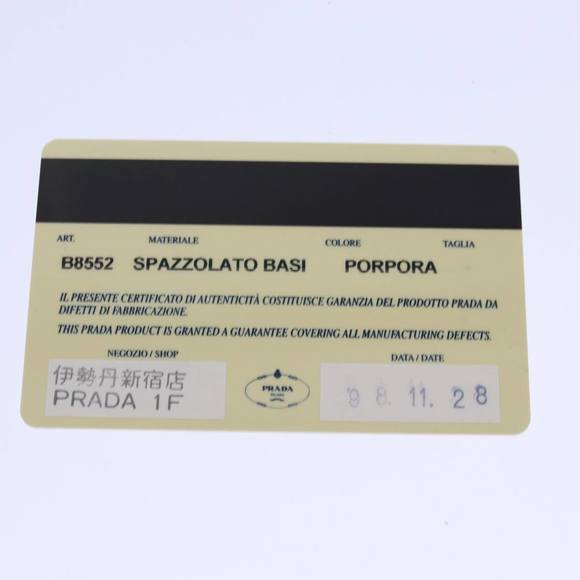 ART. MATERIALE COLORE TAGLIA
B8552 SPAZZOLATO BASI PORPORA
IL PRESENTE CERTIFICATO DI AUTENTICITÀ COSTITUISCE GARANZIA DEL PRODOTTO PRADA DA
DIFETTI DI FABBRICAZIONE.
THIS PRADA PRODUCT IS GRANTED A GUARANTEE COVERING ALL MANUFACTURING DEFECTS.
NEGOZIO / SHOP DATA / DATE
伊勢丹新宿店
PRADA 1F
PRADA
MILANO
98.11.28